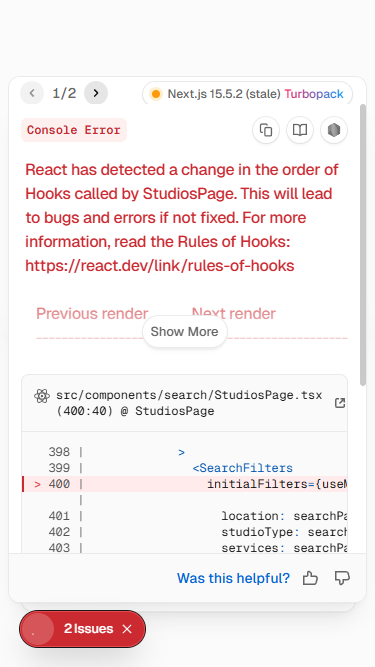 1/2
Next.js 15.5.2 (stale) Turbopack
Console Error
React has detected a change in the order of
Hooks called by StudiosPage. This will lead
to bugs and errors if not fixed. For more
information, read the Rules of Hooks:
https://react.dev/link/rules-of-hooks
Previous render Next render
Show More
src/components/search/StudiosPage.tsx
(400:40) @ StudiosPage
398 | >
399 | <SearchFilters
> 400 | initialFilters={useM
|
401 | location: searchPa
402 | studioType: search
403 | services: searchPa
Was this helpful?
2 Issues